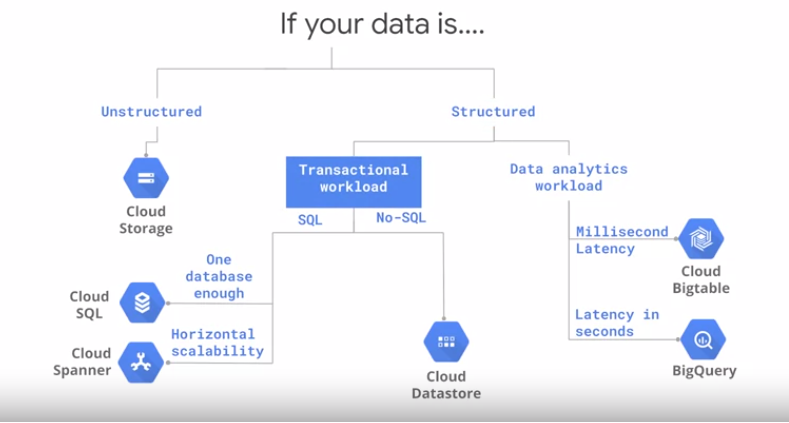 If your data is....
Unstructured
Structured
Cloud
Storage
Transactional
workload
Data analytics
workload
SQL
No-SQL
One
database
enough
Cloud
SQL
Horizontal
scalability
Cloud
Spanner
Cloud
Datastore
Millisecond
Latency
Cloud
Bigtable
Latency in
seconds
BigQuery